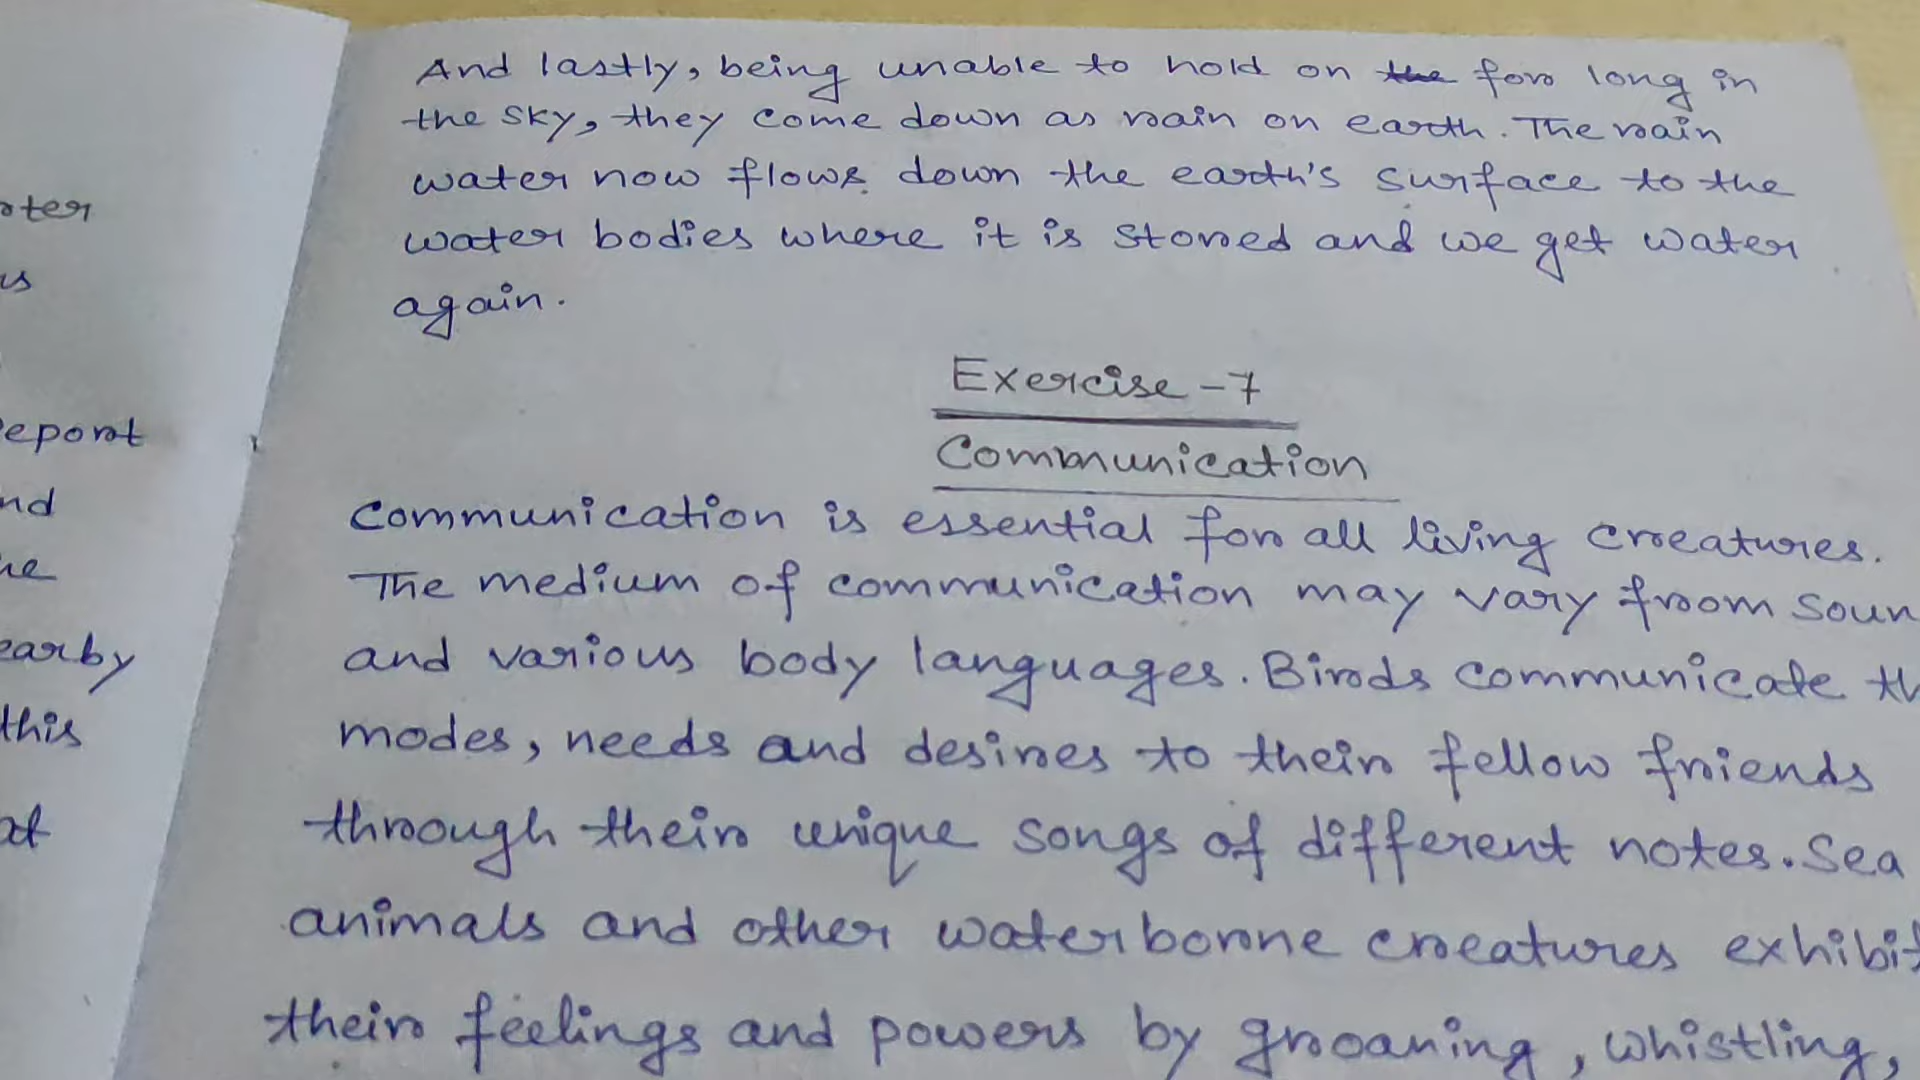 And lastly, being unable to hold on the for long in
the sky, they come down as rain on earth. The rain
water now flows down the earth's surface to the
water bodies where it is stored and we get water
again.
Exercise -7
Communication
Communication is essential for all living creatures.
The medium of communication may vary from soun
and various body languages. Birds communicate th
modes, needs and desires to their fellow friends
through their unique songs of different notes. Sea
animals and other waterborne creatures exhibit
their feelings and powers by groaning, whistling,
us
eport
nd
he
earby
this
at